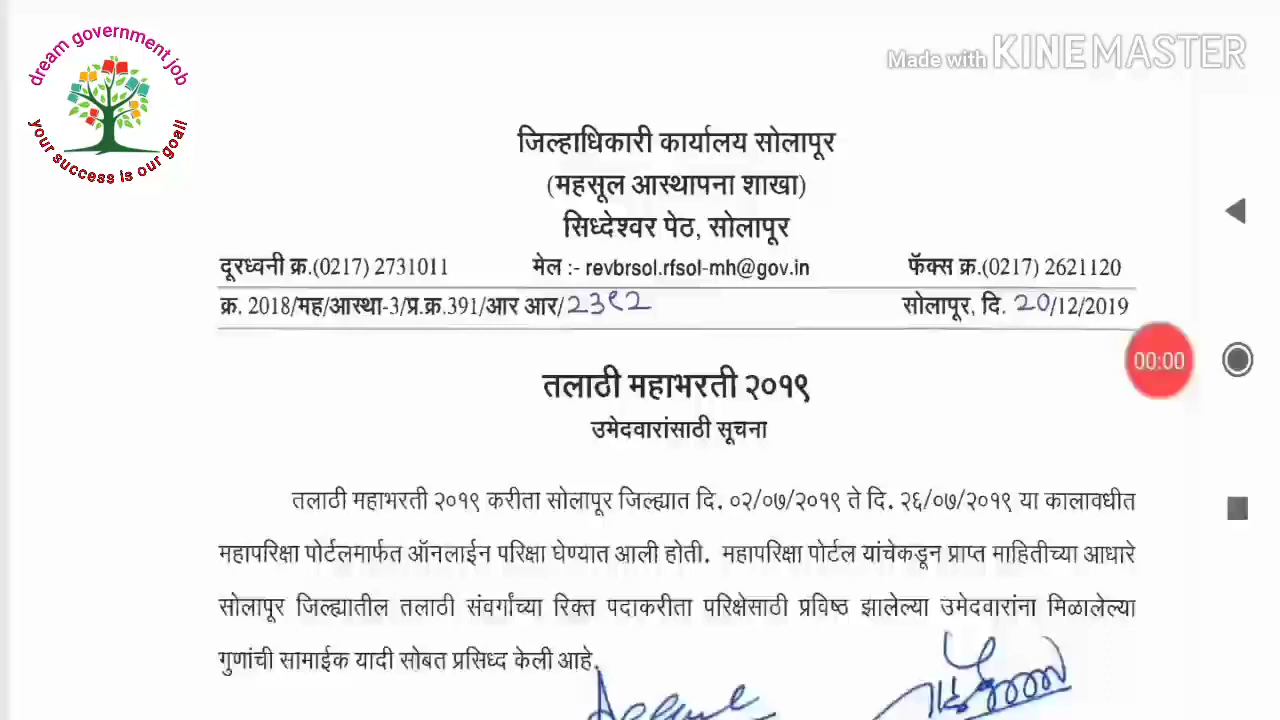 dream government job
your success is our goal!
Made with KINEMASTER
जिल्हाधिकारी कार्यालय सोलापूर
(महसूल आस्थापना शाखा)
सिध्देश्वर पेठ, सोलापूर
दूरध्वनी क्र.(0217) 2731011 मेल :- revbrsol.rfsol-mh@gov.in फॅक्स क्र.(0217) 2621120
क्र. 2018/मह/आस्था-3/प्र.क्र.391/आर आर/2392 सोलापूर, दि. 20/12/2019
00:00
तलाठी महाभरती २०१९
उमेदवारांसाठी सूचना
तलाठी महाभरती २०१९ करीता सोलापूर जिल्ह्यात दि. ०२/०७/२०१९ ते दि. २६/०७/२०१९ या कालावधीत
महापरिक्षा पोर्टलमार्फत ऑनलाईन परिक्षा घेण्यात आली होती. महापरिक्षा पोर्टल यांचेकडून प्राप्त माहितीच्या आधारे
सोलापूर जिल्ह्यातील तलाठी संवर्गाच्या रिक्त पदाकरीता परिक्षेसाठी प्रविष्ठ झालेल्या उमेदवारांना मिळालेल्या
गुणांची सामाईक यादी सोबत प्रसिध्द केली आहे.